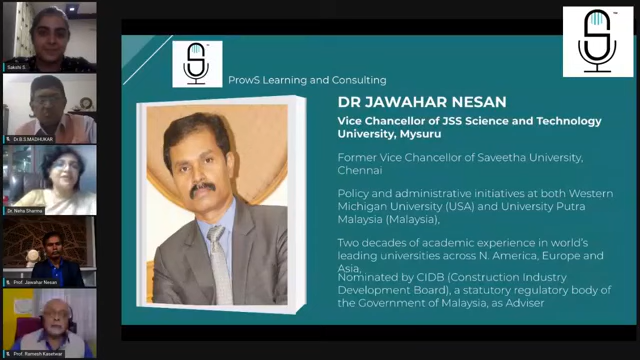 ProwS Learning and Consulting
DR JAWAHAR NESAN
Vice Chancellor of JSS Science and Technology
University, Mysuru
Former Vice Chancellor of Saveetha University,
Chennai
Policy and administrative initiatives at both Western
Michigan University (USA) and University Putra
Malaysia (Malaysia),
Two decades of academic experience in world's
leading universities across N. America, Europe and
Asia,
Nominated by CIDB (Construction Industry
Development Board), a statutory regulatory body of
the Government of Malaysia, as Adviser
Sakshi S.
Dr.B.S.MADHUKAR
Dr. Neha Sharma
Prof. Jawahar Nesan
Prof. Ramesh Kasetwar